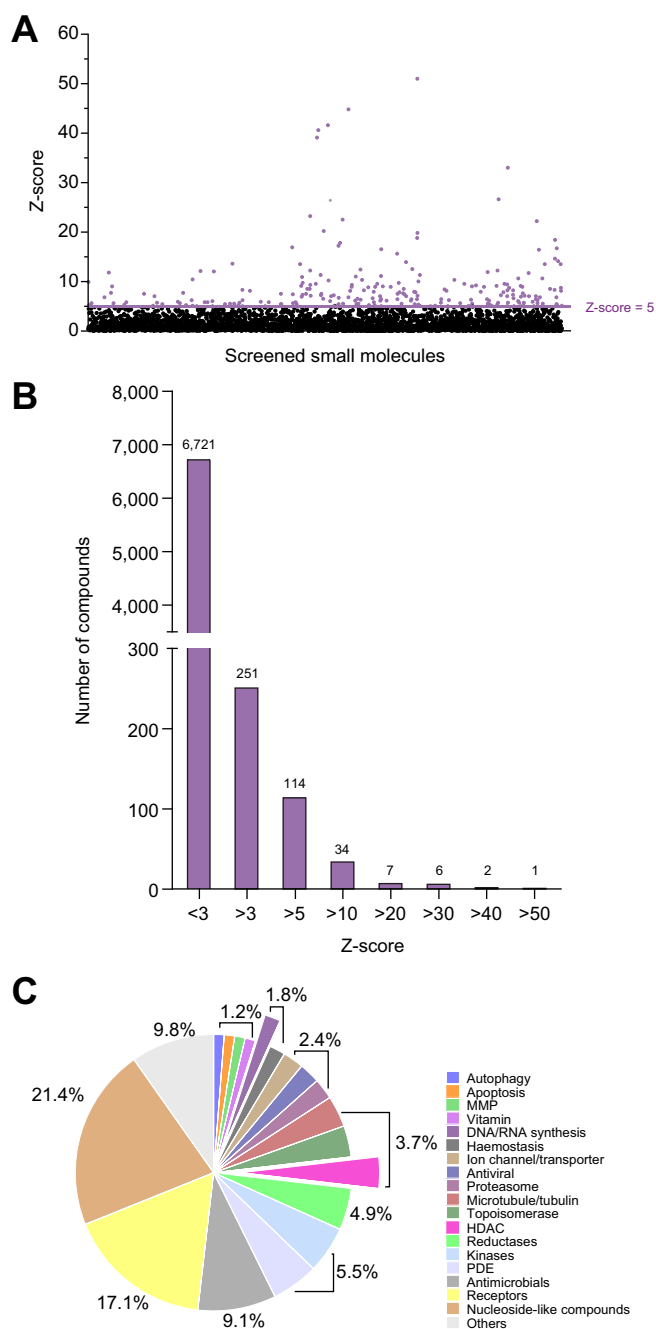 A
60
50
40
30
20
10
0
Z-score
Z-score = 5
Screened small molecules
B
8,000
7,000
6,000
5,000
4,000
300
200
100
0
Number of compounds
6,721
251
114
34
7
6
2
1
<3
>3
>5
>10
>20
>30
>40
>50
Z-score
C
1.2%
1.8%
2.4%
3.7%
4.9%
5.5%
9.1%
17.1%
21.4%
9.8%
Autophagy
Apoptosis
MMP
Vitamin
DNA/RNA synthesis
Haemostasis
Ion channel/transporter
Antiviral
Proteasome
Microtubule/tubulin
Topoisomerase
HDAC
Reductases
Kinases
PDE
Antimicrobials
Receptors
Nucleoside-like compounds
Others